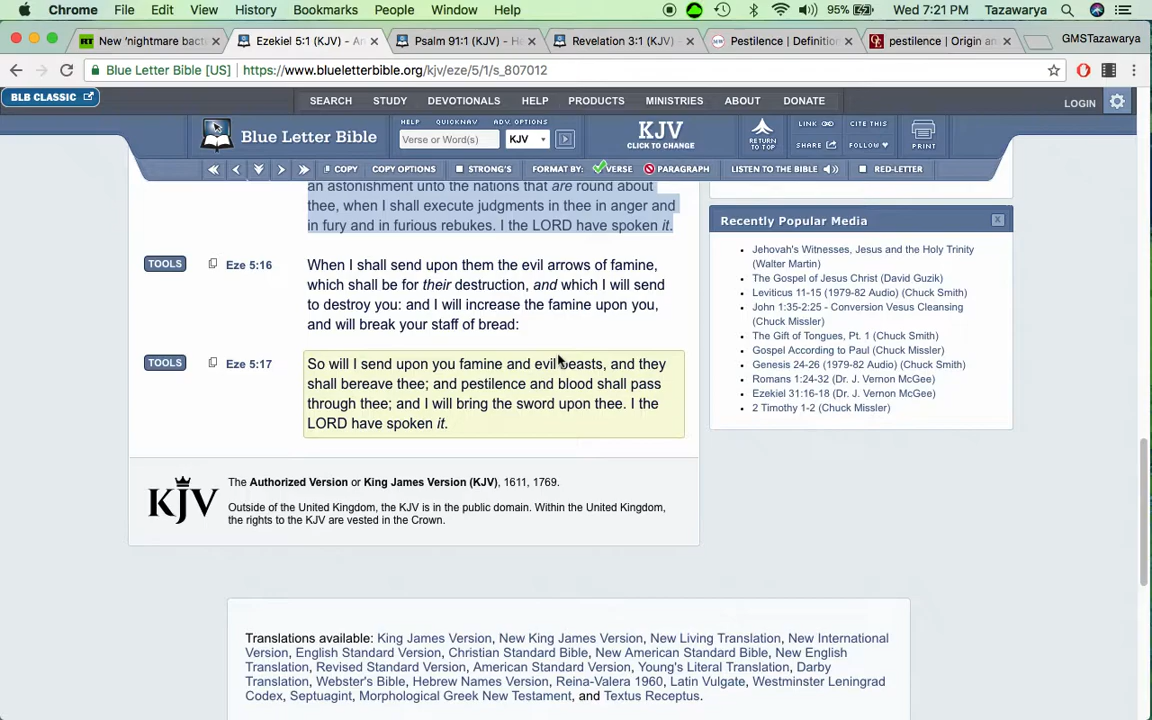 Chrome File Edit View History Bookmarks People Window Help 95% Wed 7:21 PM Tazawarya
New 'nightmare bact Ezekiel 5:1 (KJV) - An Psalm 91:1 (KJV) - He Revelation 3:1 (KJV) Pestilence | Definition pestilence | Origin an GMSTazawarya
Blue Letter Bible [US] https://www.blueletterbible.org/kjv/eze/5/1/s_807012
BLB CLASSIC SEARCH STUDY DEVOTIONALS HELP PRODUCTS MINISTRIES ABOUT DONATE LOGIN
HELP QUICKNAV ADV. OPTIONS
Blue Letter Bible Verse or Word(s) KJV
KJV
CLICK TO CHANGE
RETURN
TO TOP
LINK CITE THIS
SHARE FOLLOW PRINT
COPY COPY OPTIONS STRONG'S FORMAT BY: VERSE PARAGRAPH LISTEN TO THE BIBLE RED-LETTER
an astonishment unto the nations that are round about
thee, when I shall execute judgments in thee in anger and
in fury and in furious rebukes. I the LORD have spoken it.
TOOLS Eze 5:16 When I shall send upon them the evil arrows of famine,
which shall be for their destruction, and which I will send
to destroy you: and I will increase the famine upon you,
and will break your staff of bread:
TOOLS Eze 5:17 So will I send upon you famine and evil beasts, and they
shall bereave thee; and pestilence and blood shall pass
through thee; and I will bring the sword upon thee. I the
LORD have spoken it.
KJV
The Authorized Version or King James Version (KJV), 1611, 1769.
Outside of the United Kingdom, the KJV is in the public domain. Within the United Kingdom,
the rights to the KJV are vested in the Crown.
Recently Popular Media x
Jehovah's Witnesses, Jesus and the Holy Trinity
(Walter Martin)
The Gospel of Jesus Christ (David Guzik)
Leviticus 11-15 (1979-82 Audio) (Chuck Smith)
John 1:35-2:25 - Conversion Vesus Cleansing
(Chuck Missler)
The Gift of Tongues, Pt. 1 (Chuck Smith)
Gospel According to Paul (Chuck Missler)
Genesis 24-26 (1979-82 Audio) (Chuck Smith)
Romans 1:24-32 (Dr. J. Vernon McGee)
Ezekiel 31:16-18 (Dr. J. Vernon McGee)
2 Timothy 1-2 (Chuck Missler)
Translations available: King James Version, New King James Version, New Living Translation, New International
Version, English Standard Version, Christian Standard Bible, New American Standard Bible, New English
Translation, Revised Standard Version, American Standard Version, Young's Literal Translation, Darby
Translation, Webster's Bible, Hebrew Names Version, Reina-Valera 1960, Latin Vulgate, Westminster Leningrad
Codex, Septuagint, Morphological Greek New Testament, and Textus Receptus.